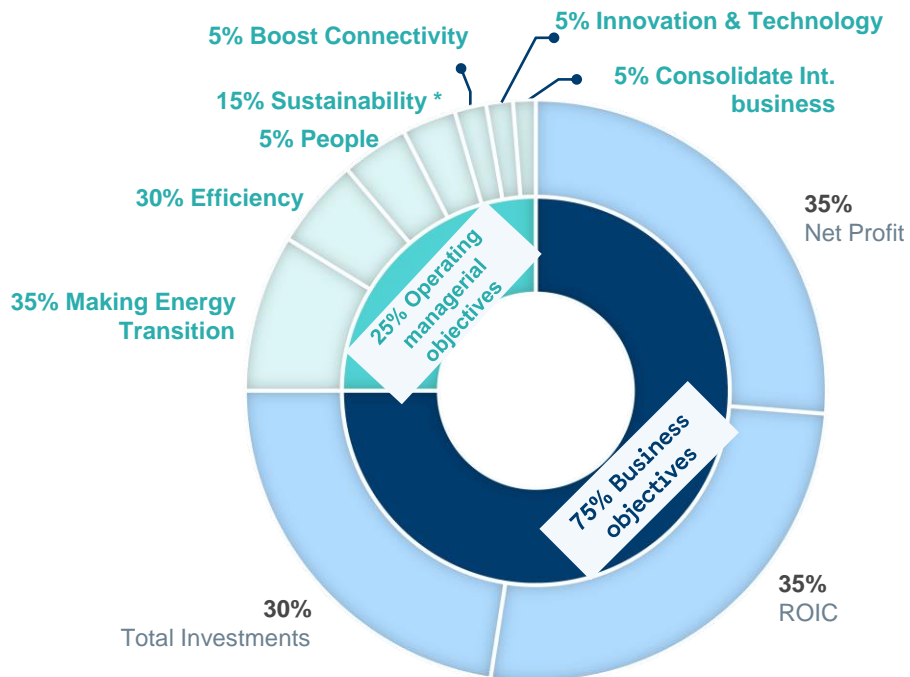 5% Boost Connectivity
5% Innovation & Technology
15% Sustainability *
5% Consolidate Int.
business
5% People
30% Efficiency
35% Making Energy
Transition
25% Operating
managerial
objectives
35%
Net Profit
75% Business
objectives
30%
Total Investments
35%
ROIC